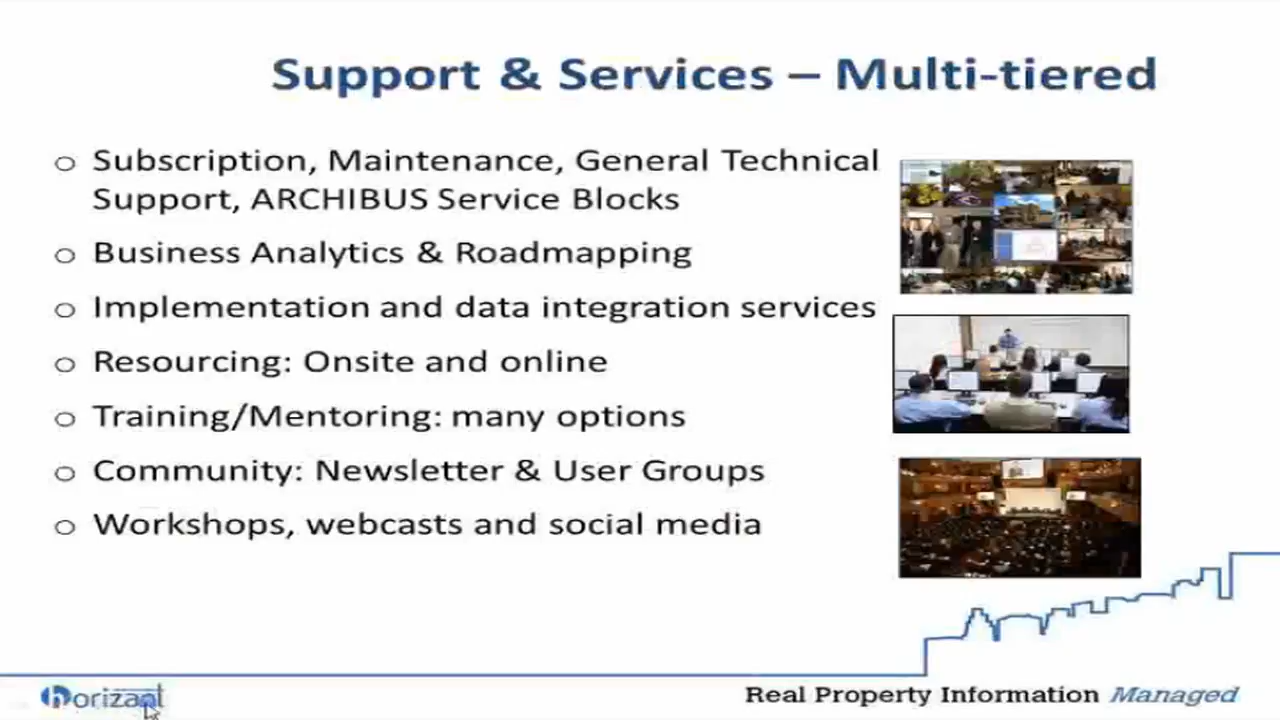 Support & Services – Multi-tiered
o Subscription, Maintenance, General Technical
Support, ARCHIBUS Service Blocks
o Business Analytics & Roadmapping
o Implementation and data integration services
o Resourcing: Onsite and online
o Training/Mentoring: many options
o Community: Newsletter & User Groups
o Workshops, webcasts and social media
horizant
Real Property Information Managed